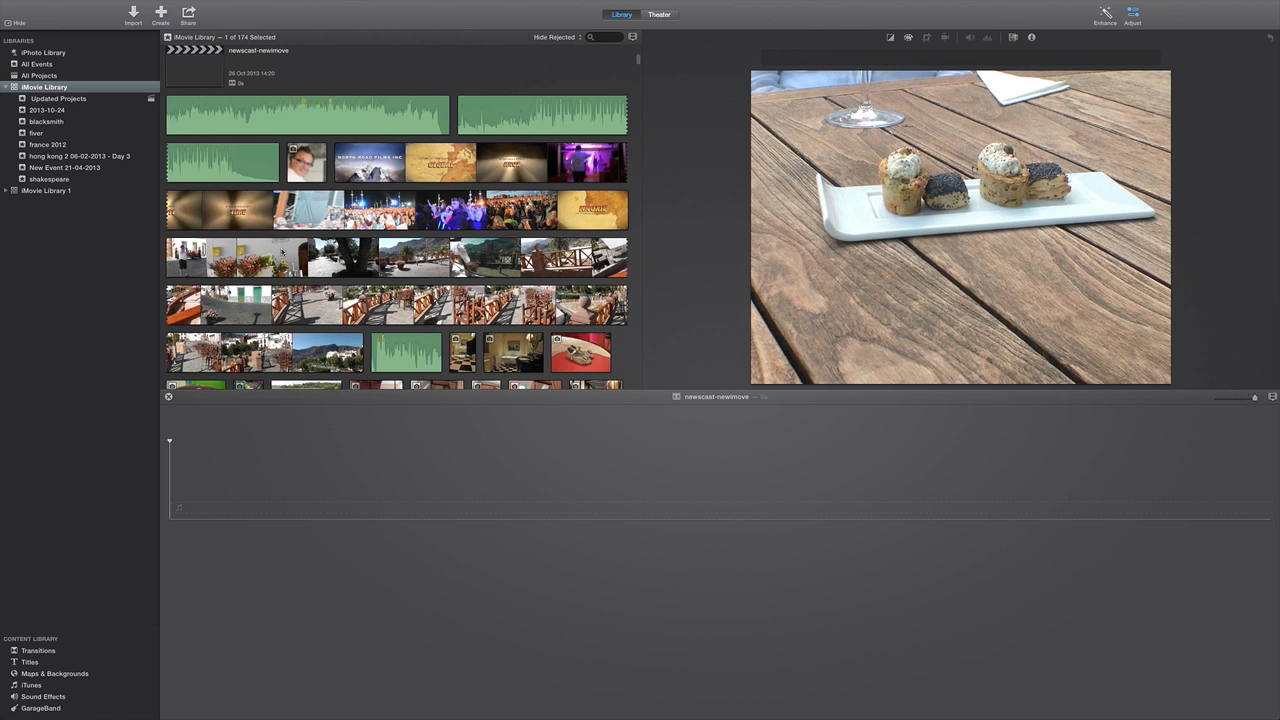 Hide
Import
Create
Share
Library
Theater
Enhance
Adjust
LIBRARIES
iPhoto Library
All Events
All Projects
iMovie Library
Updated Projects
2013-10-24
blacksmith
fiver
france 2012
hong kong 2 06-02-2013 - Day 3
New Event 21-04-2013
shakespeare
iMovie Library 1
iMovie Library — 1 of 174 Selected
Hide Rejected
newscast-newimove
26 Oct 2013 14:20
0s
NORTH ROAD FILMS INC
GLOBAL
newscast-newimove — 0s
CONTENT LIBRARY
Transitions
Titles
Maps & Backgrounds
iTunes
Sound Effects
GarageBand